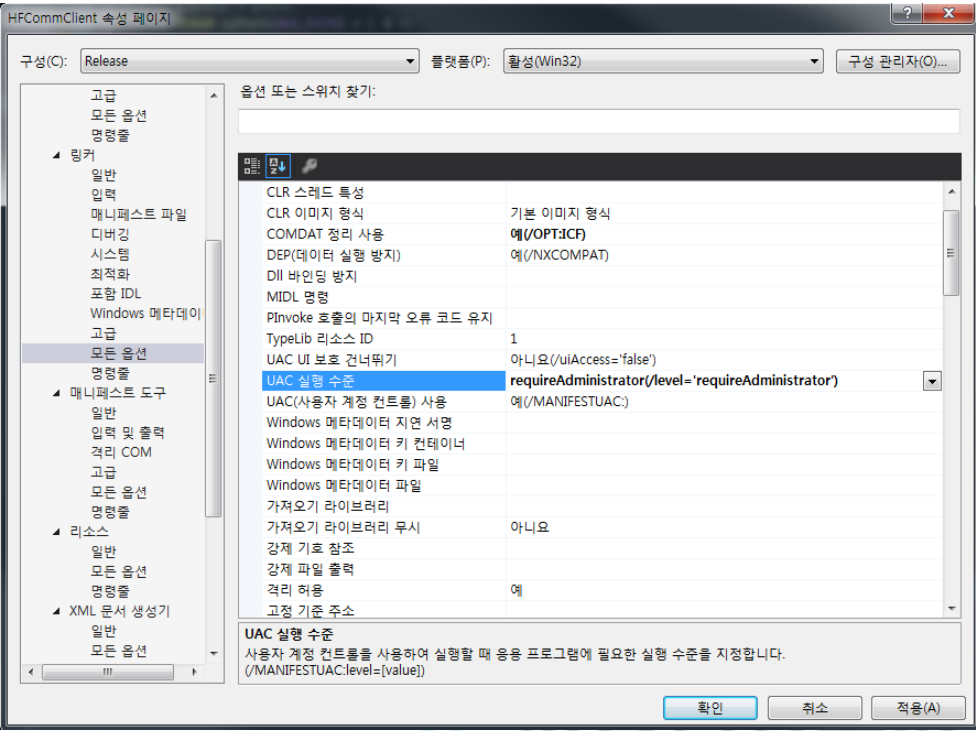 HFCommClient 속성 페이지
구성(C): Release 플랫폼(P): 활성(Win32) 구성 관리자(O)...
고급
모든 옵션
명령줄
링커
일반
입력
매니페스트 파일
디버깅
시스템
최적화
포함 IDL
Windows 메타데이
고급
모든 옵션
명령줄
매니페스트 도구
일반
입력 및 출력
격리 COM
고급
모든 옵션
명령줄
리소스
일반
모든 옵션
명령줄
XML 문서 생성기
일반
모든 옵션
옵션 또는 스위치 찾기:
CLR 스레드 특성
CLR 이미지 형식 기본 이미지 형식
COMDAT 정리 사용 예(/OPT:ICF)
DEP(데이터 실행 방지) 예(/NXCOMPAT)
Dll 바인딩 방지
MIDL 명령
PInvoke 호출의 마지막 오류 코드 유지
TypeLib 리소스 ID 1
UAC UI 보호 건너뛰기 아니요(/uiAccess='false')
UAC 실행 수준 requireAdministrator(/level='requireAdministrator')
UAC(사용자 계정 컨트롤) 사용 예(/MANIFESTUAC:)
Windows 메타데이터 지연 서명
Windows 메타데이터 키 컨테이너
Windows 메타데이터 키 파일
Windows 메타데이터 파일
가져오기 라이브러리
가져오기 라이브러리 무시 아니요
강제 기호 참조
강제 파일 출력
격리 허용 예
고정 기준 주소
UAC 실행 수준
사용자 계정 컨트롤을 사용하여 실행할 때 응용 프로그램에 필요한 실행 수준을 지정합니다.
(/MANIFESTUAC:level=[value])
확인 취소 적용(A)